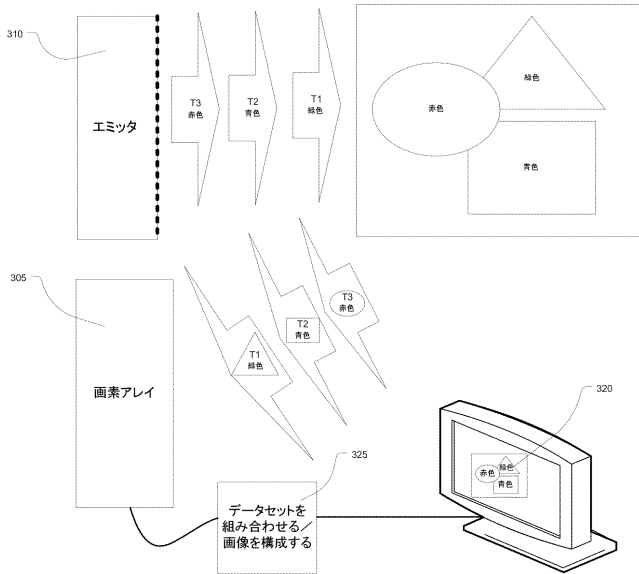 310
エミッタ
T3
赤色
T2
青色
T1
緑色
緑色
赤色
青色
305
画素アレイ
T1
緑色
T2
青色
T3
赤色
325
データセットを
組み合わせる／
画像を構成する
320
赤色
緑色
青色